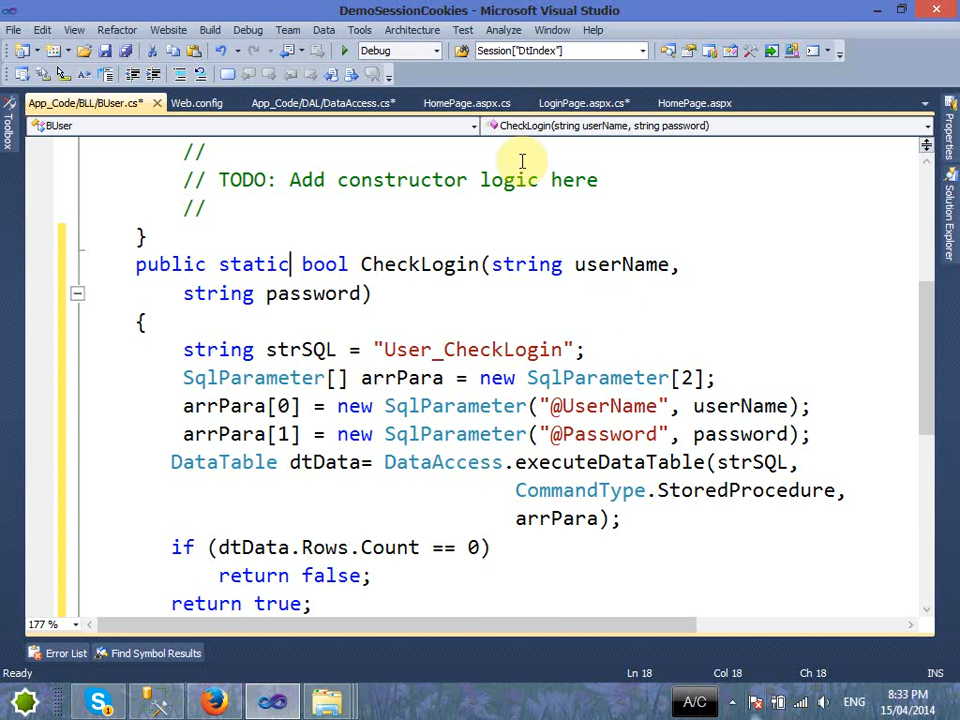 DemoSessionCookies - Microsoft Visual Studio
File Edit View Refactor Website Build Debug Team Data Tools Architecture Test Analyze Window Help
Debug Session["DtIndex"]
App_Code/BLL/BUser.cs* Web.config App_Code/DAL/DataAccess.cs* HomePage.aspx.cs LoginPage.aspx.cs* HomePage.aspx
BUser CheckLogin(string userName, string password)
Toolbox
Properties
Solution Explorer
//
// TODO: Add constructor logic here
//
}
public static bool CheckLogin(string userName,
string password)
{
string strSQL = "User_CheckLogin";
SqlParameter[] arrPara = new SqlParameter[2];
arrPara[0] = new SqlParameter("@UserName", userName);
arrPara[1] = new SqlParameter("@Password", password);
DataTable dtData= DataAccess.executeDataTable(strSQL,
CommandType.StoredProcedure,
arrPara);
if (dtData.Rows.Count == 0)
return false;
return true;
177 %
Error List Find Symbol Results
Ready Ln 18 Col 18 Ch 18 INS
A/C ENG
8:33 PM
15/04/2014